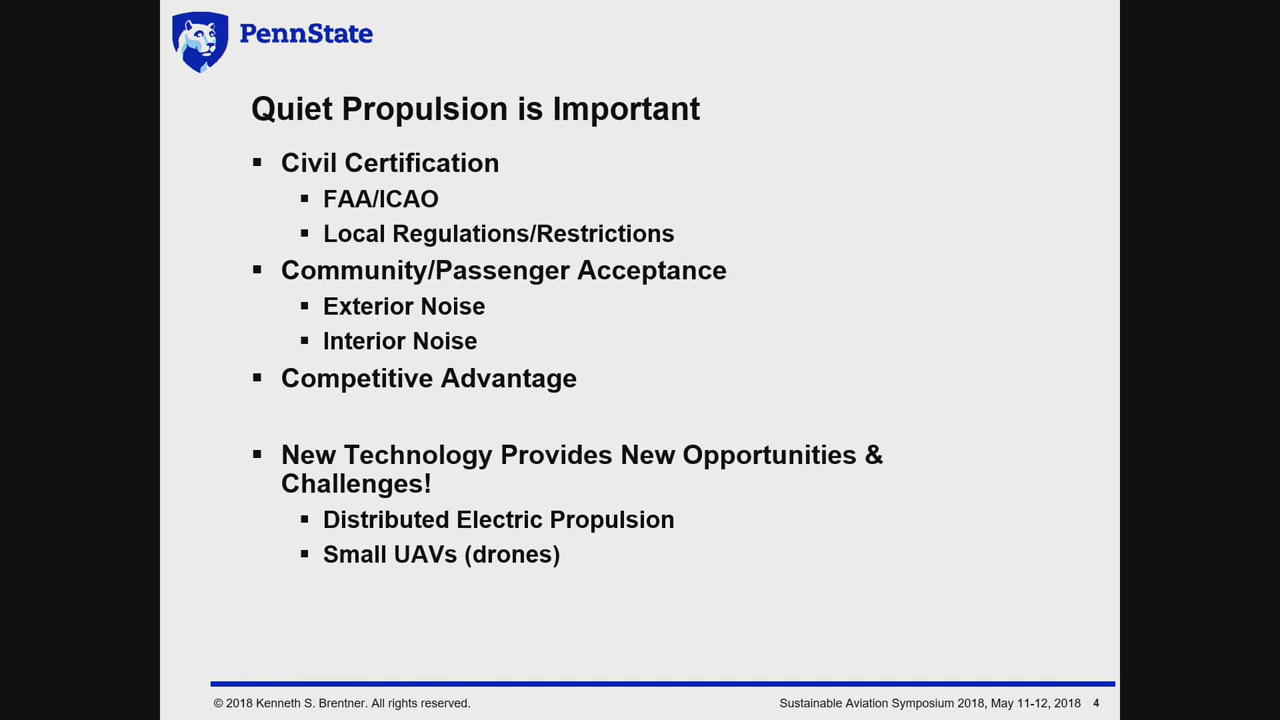 PennState
Quiet Propulsion is Important
▪ Civil Certification
▪ FAA/ICAO
▪ Local Regulations/Restrictions
▪ Community/Passenger Acceptance
▪ Exterior Noise
▪ Interior Noise
▪ Competitive Advantage
▪ New Technology Provides New Opportunities &
Challenges!
▪ Distributed Electric Propulsion
▪ Small UAVs (drones)
© 2018 Kenneth S. Brentner. All rights reserved.
Sustainable Aviation Symposium 2018, May 11-12, 2018 4